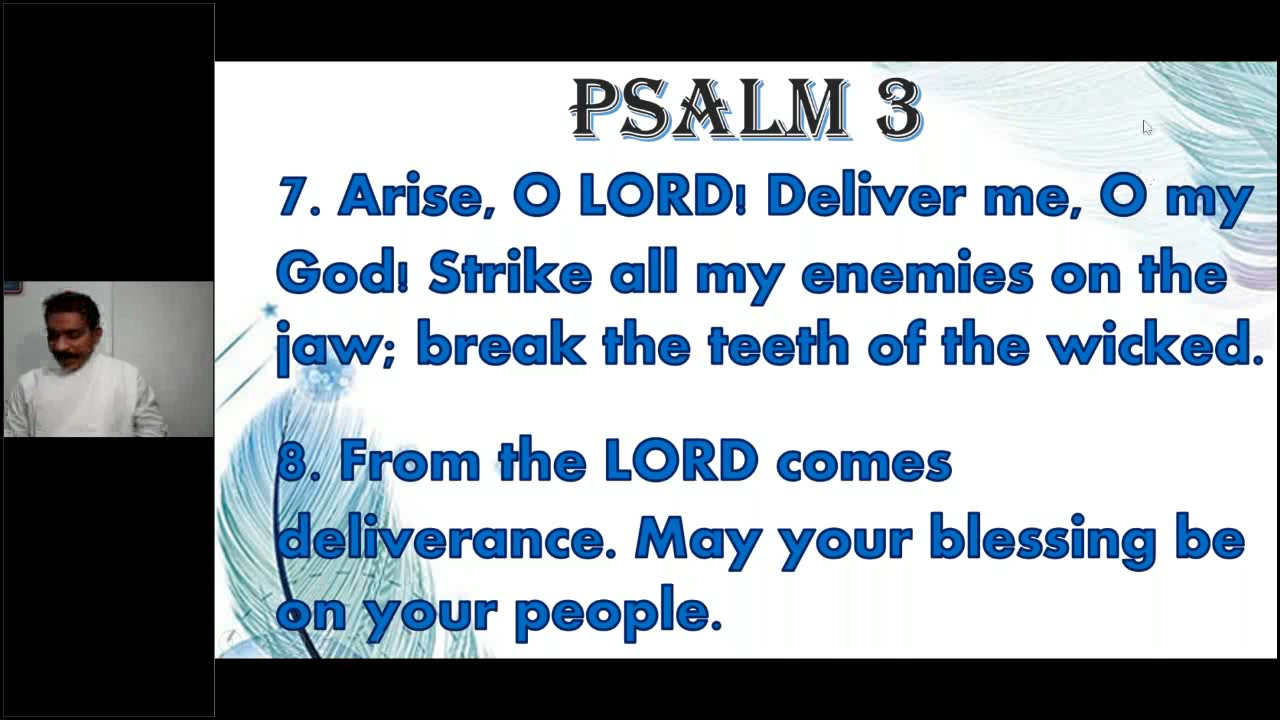 PSALM 3
7. Arise, O LORD! Deliver me, O my
God! Strike all my enemies on the
jaw; break the teeth of the wicked.
8. From the LORD comes
deliverance. May your blessing be
on your people.